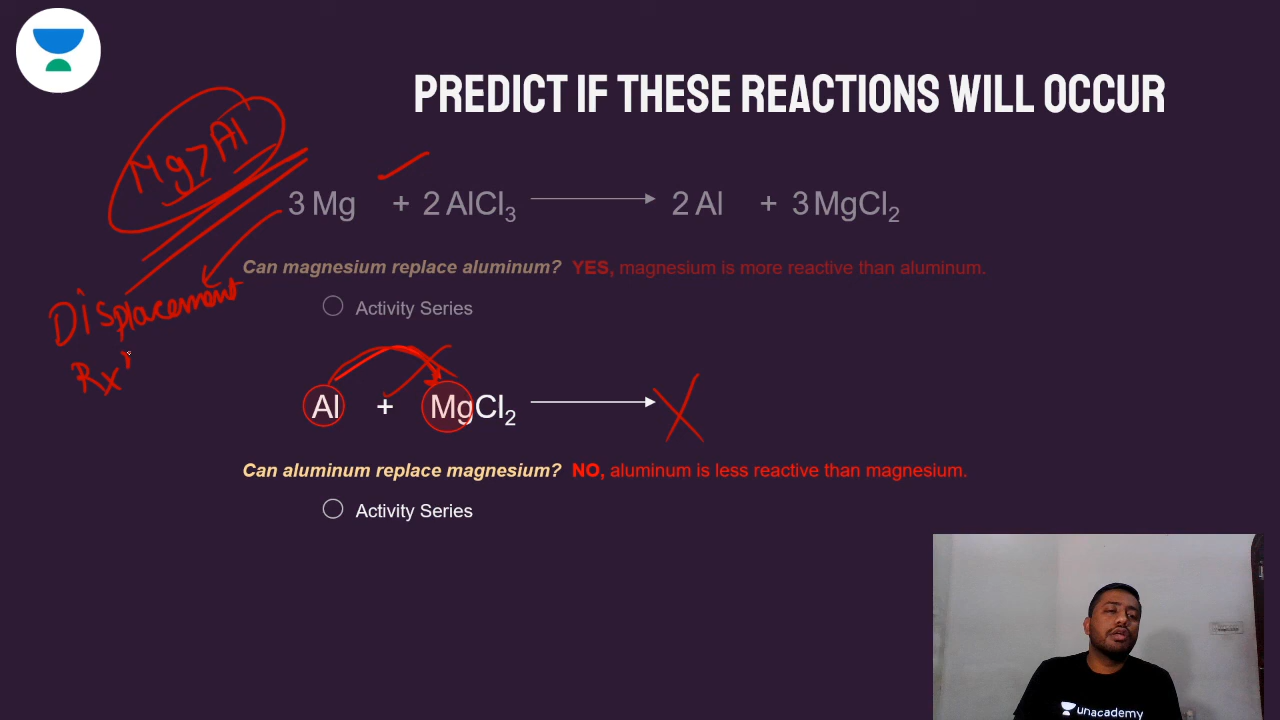 PREDICT IF THESE REACTIONS WILL OCCUR
Mg > Al
3 Mg + 2 AlCl3 → 2 Al + 3 MgCl2
Can magnesium replace aluminum? YES, magnesium is more reactive than aluminum.
Activity Series
Displacement
Rxn
Al + MgCl2 → X
Can aluminum replace magnesium? NO, aluminum is less reactive than magnesium.
Activity Series
unacademy